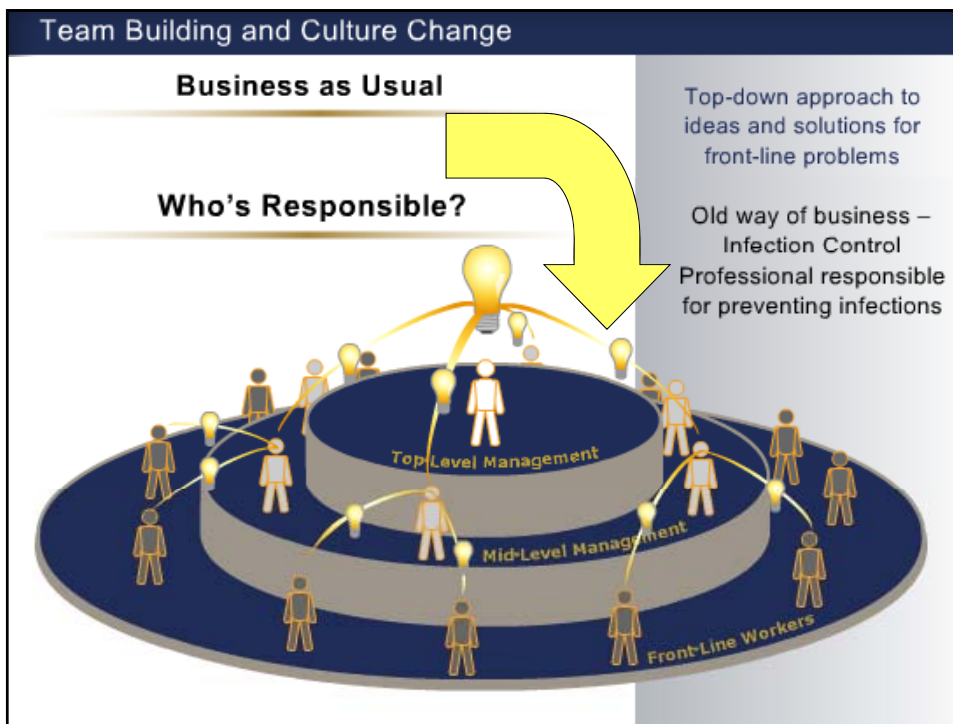 Team Building and Culture Change
Business as Usual
Who's Responsible?
Top-down approach to
ideas and solutions for
front-line problems
Old way of business –
Infection Control
Professional responsible
for preventing infections
Top-Level Management
Mid-Level Management
Front-Line Workers